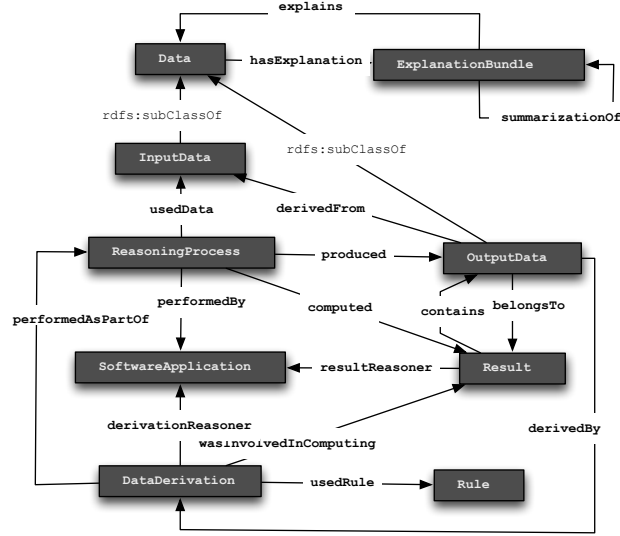 explains
Data
hasExplanation
ExplanationBundle
rdfs:subClassOf
summarizationOf
InputData
rdfs:subClassOf
usedData
derivedFrom
ReasoningProcess
produced
OutputData
performedBy
computed
contains
belongsTo
performedAsPartOf
SoftwareApplication
resultReasoner
Result
derivationReasoner
wasInvolvedInComputing
derivedBy
DataDerivation
usedRule
Rule